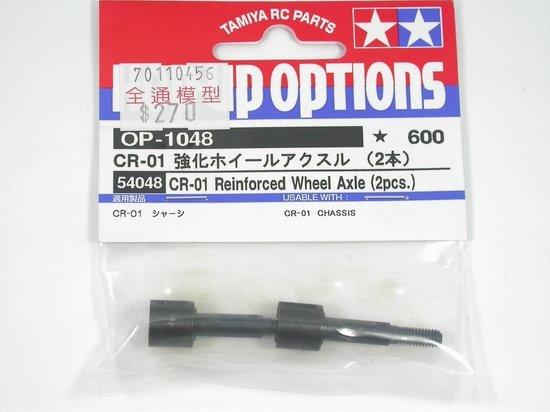 TAMIYA RC PARTS
70110456
全通模型
$270
OPTIONS
OP-1048
★ 600
CR-01 強化ホイールアクスル (2本)
54048 CR-01 Reinforced Wheel Axle (2pcs.)
適用製品 USABLE WITH :
CR-01 シャーシ CR-01 CHASSIS